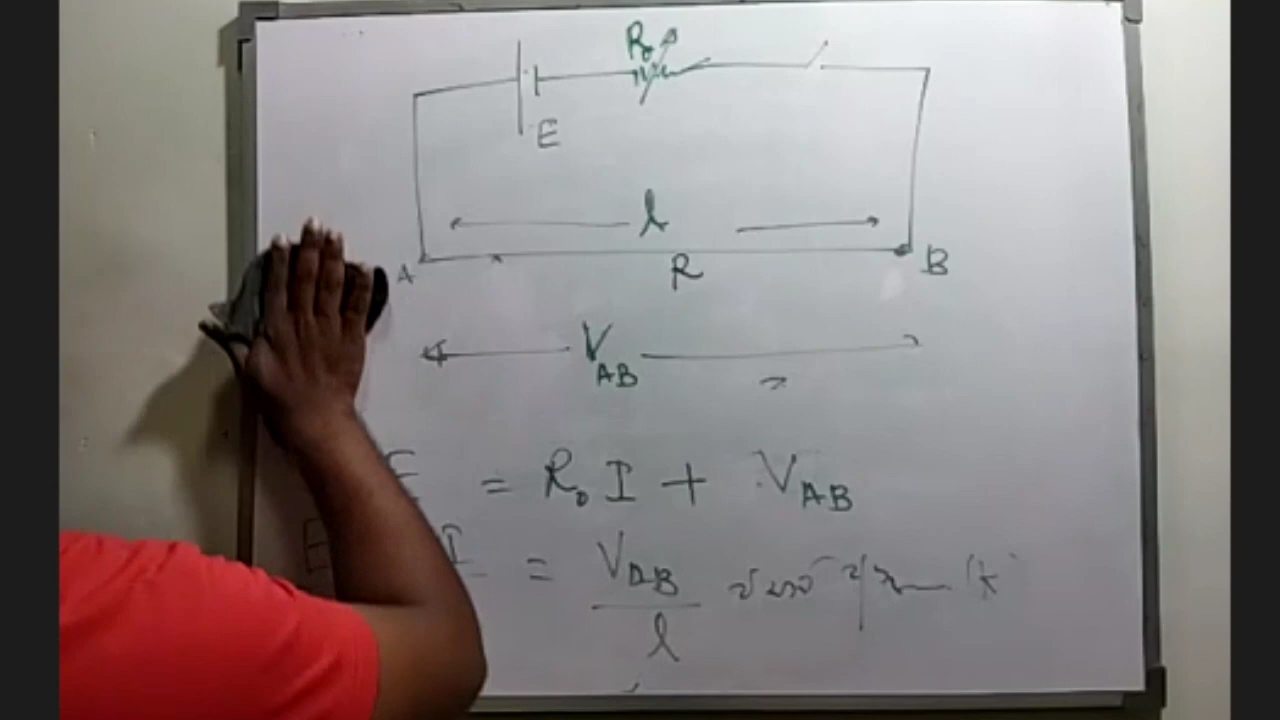 R₀
E
l
A R B
V_AB
E = R₀ I + V_AB
I = V_AB / l